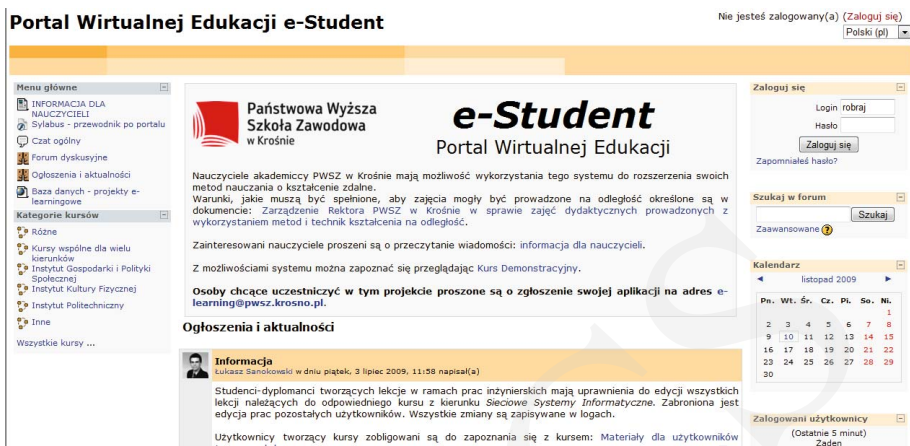 Portal Wirtualnej Edukacji e-Student
Nie jesteś zalogowany(a) (Zaloguj się)
Polski (pl)
Menu główne
INFORMACJA DLA
NAUCZYCIELI
Sylabus - przewodnik po portalu
Czat ogólny
Forum dyskusyjne
Ogłoszenia i aktualności
Baza danych - projekty e-
learningowe
Kategorie kursów
Różne
Kursy wspólne dla wielu
kierunków
Instytut Gospodarki i Polityki
Społecznej
Instytut Kultury Fizycznej
Instytut Politechniczny
Inne
Wszystkie kursy ...
Państwowa Wyższa
Szkoła Zawodowa
w Krośnie
e-Student
Portal Wirtualnej Edukacji
Nauczyciele akademiccy PWSZ w Krośnie mają możliwość wykorzystania tego systemu do rozszerzenia swoich
metod nauczania o kształcenie zdalne.
Warunki, jakie muszą być spełnione, aby zajęcia mogły być prowadzone na odległość określone są w
dokumencie: Zarządzenie Rektora PWSZ w Krośnie w sprawie zajęć dydaktycznych prowadzonych z
wykorzystaniem metod i technik kształcenia na odległość.
Zainteresowani nauczyciele proszeni są o przeczytanie wiadomości: informacja dla nauczycieli.
Z możliwościami systemu można zapoznać się przeglądając Kurs Demonstracyjny.
Osoby chcące uczestniczyć w tym projekcie proszone są o zgłoszenie swojej aplikacji na adres e-
learning@pwsz.krosno.pl.
Ogłoszenia i aktualności
Informacja
Łukasz Sanokowski w dniu piątek, 3 lipiec 2009, 11:58 napisał(a)
Studenci-dyplomanci tworzących lekcje w ramach prac inżynierskich mają uprawnienia do edycji wszystkich
lekcji należących do odpowiedniego kursu z kierunku Sieciowe Systemy Informatyczne. Zabroniona jest
edycja prac pozostałych użytkowników. Wszystkie zmiany są zapisywane w logach.
Użytkownicy tworzący kursy zobligowani są do zapoznania się z kursem: Materiały dla użytkowników
Zaloguj się
Login robraj
Hasło
Zaloguj się
Zapomniałeś hasło?
Szukaj w forum
Szukaj
Zaawansowane
Kalendarz
listopad 2009
Pn. Wt. Śr. Cz. Pi. So. Ni.
1
2 3 4 5 6 7 8
9 10 11 12 13 14 15
16 17 18 19 20 21 22
23 24 25 26 27 28 29
30
Zalogowani użytkownicy
(Ostatnie 5 minut)
Żaden